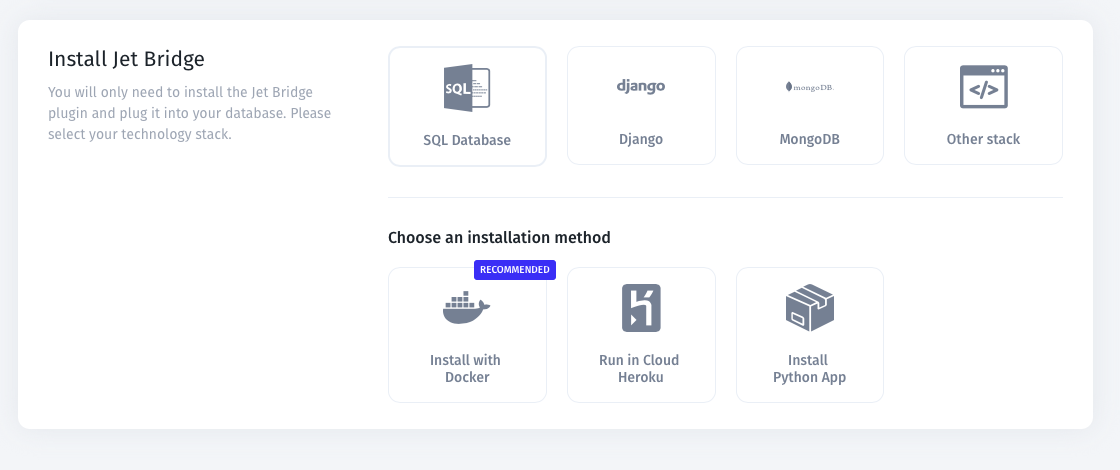 Install Jet Bridge
You will only need to install the Jet Bridge
plugin and plug it into your database. Please
select your technology stack.
SQL
SQL Database
django
Django
mongoDB.
MongoDB
</>
Other stack
Choose an installation method
RECOMMENDED
Install with
Docker
Run in Cloud
Heroku
Install
Python App